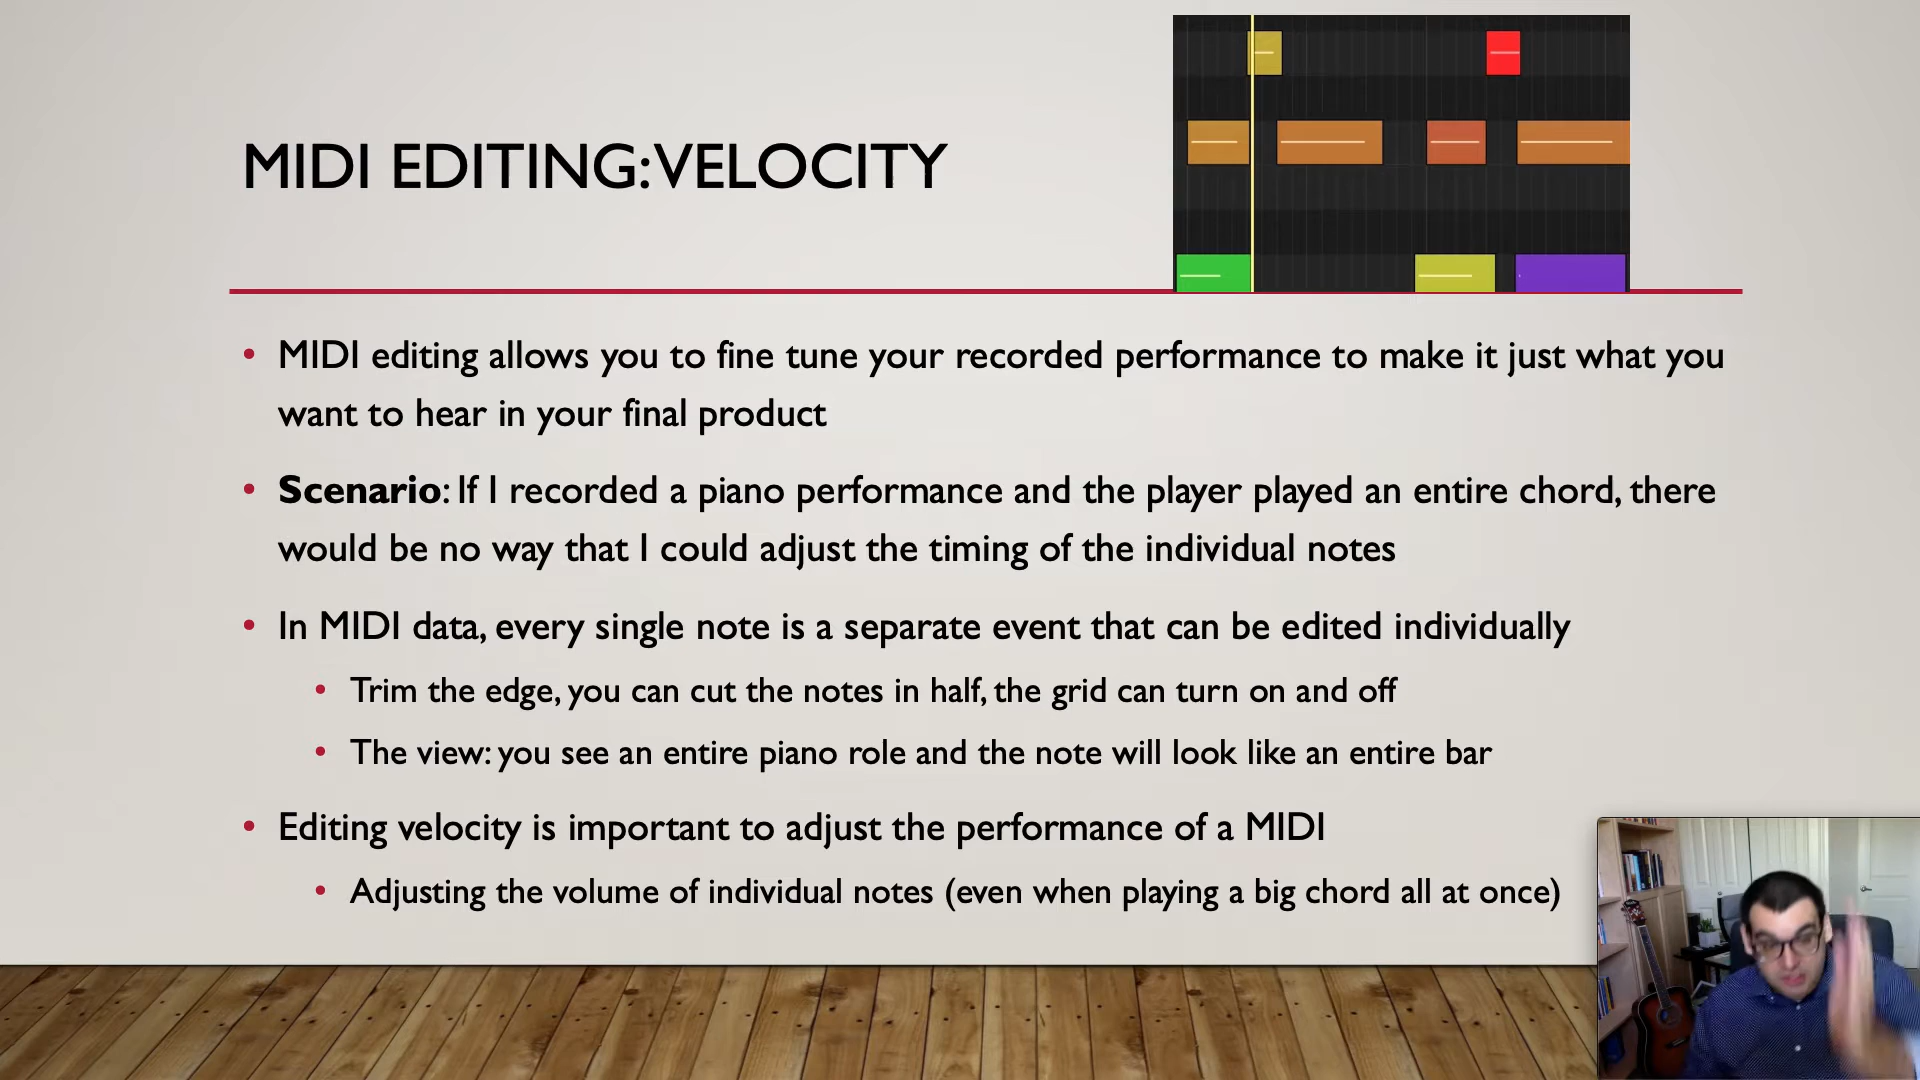 MIDI EDITING: VELOCITY
• MIDI editing allows you to fine tune your recorded performance to make it just what you
want to hear in your final product
• Scenario: If I recorded a piano performance and the player played an entire chord, there
would be no way that I could adjust the timing of the individual notes
• In MIDI data, every single note is a separate event that can be edited individually
• Trim the edge, you can cut the notes in half, the grid can turn on and off
• The view: you see an entire piano role and the note will look like an entire bar
• Editing velocity is important to adjust the performance of a MIDI
• Adjusting the volume of individual notes (even when playing a big chord all at once)